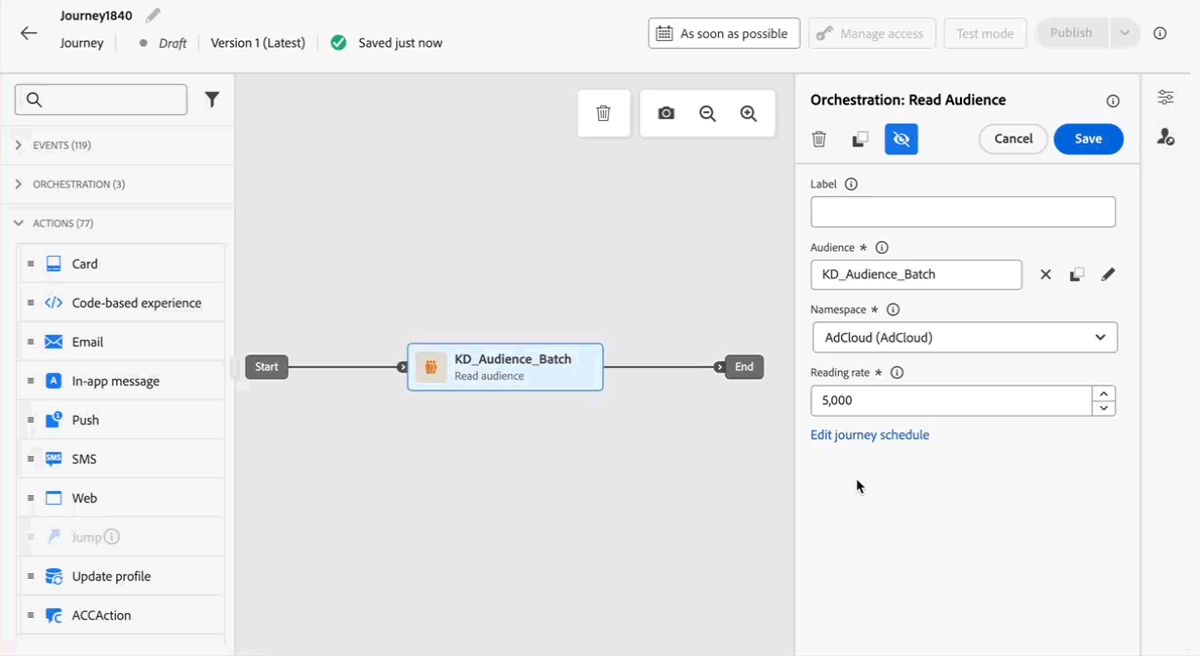 Journey1840
Journey
Draft
Version 1 (Latest)
Saved just now
As soon as possible
Manage access
Test mode
Publish
EVENTS (119)
ORCHESTRATION (3)
ACTIONS (77)
Card
Code-based experience
Email
In-app message
Push
SMS
Web
Jump
Update profile
ACCAction
Start
KD_Audience_Batch
Read audience
End
Orchestration: Read Audience
Cancel
Save
Label
Audience *
KD_Audience_Batch
Namespace *
AdCloud (AdCloud)
Reading rate *
5,000
Edit journey schedule